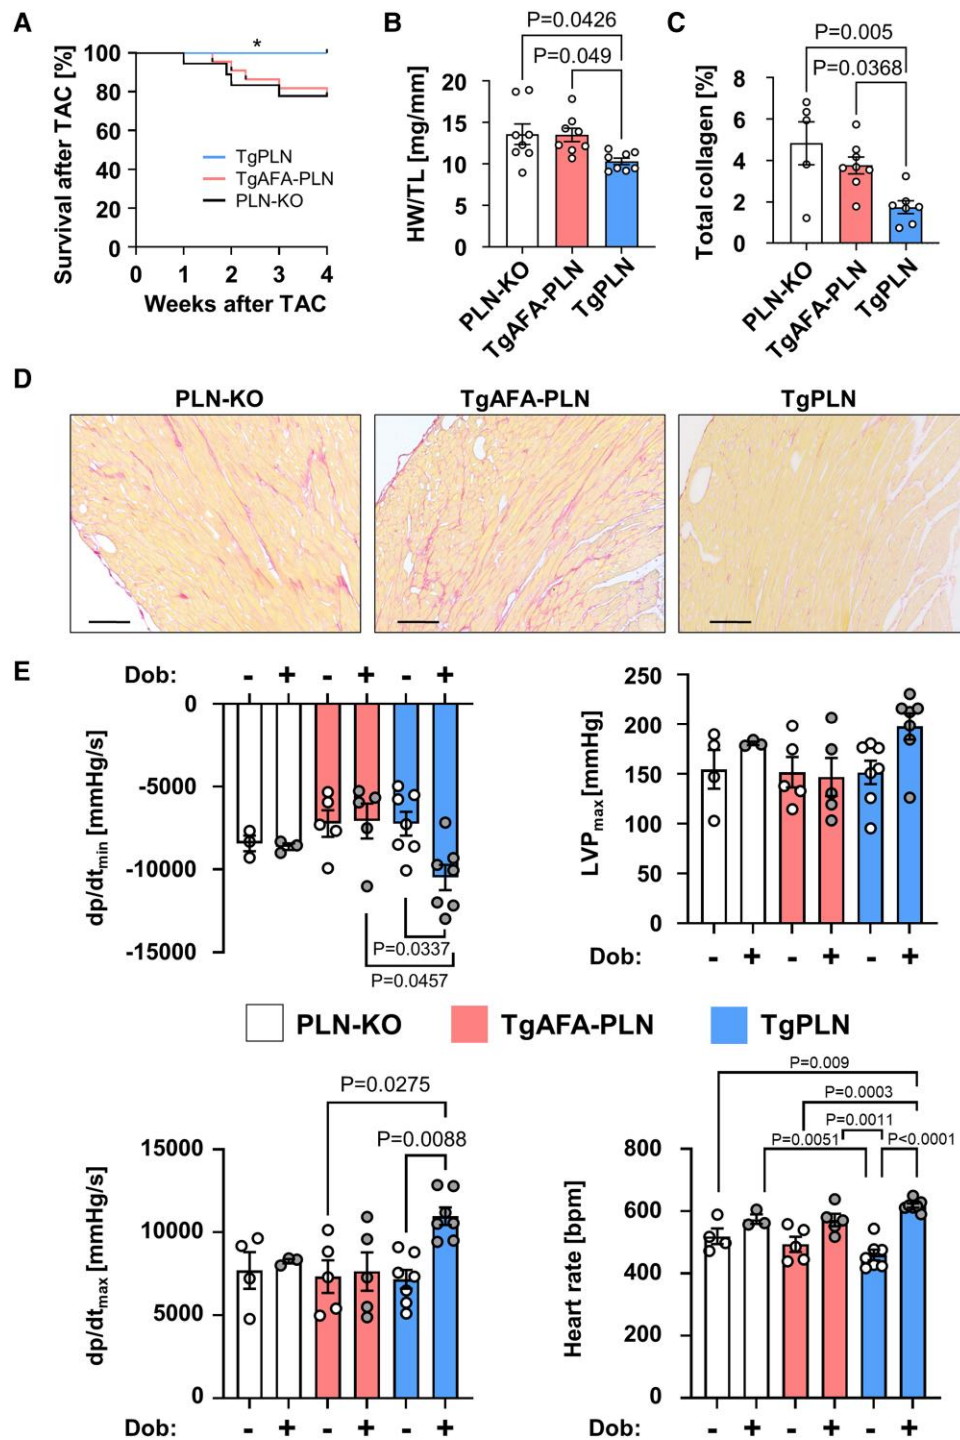 A
Survival after TAC [%]
100
80
60
40
20
0
*
TgPLN
TgAFA-PLN
PLN-KO
0 1 2 3 4
Weeks after TAC
B
P=0.0426
P=0.049
HW/TL [mg/mm]
20
15
10
5
0
PLN-KO
TgAFA-PLN
TgPLN
C
P=0.005
P=0.0368
Total collagen [%]
8
6
4
2
0
PLN-KO
TgAFA-PLN
TgPLN
D
PLN-KO TgAFA-PLN TgPLN
E
Dob: - + - + - +
dp/dtmin [mmHg/s]
0
-5000
-10000
-15000
P=0.0337
P=0.0457
LVPmax [mmHg]
250
200
150
100
50
0
Dob: - + - + - +
PLN-KO TgAFA-PLN TgPLN
P=0.0275
P=0.0088
dp/dtmax [mmHg/s]
15000
10000
5000
0
Dob: - + - + - +
P=0.009
P=0.0003
P=0.0011
P=0.0051 P<0.0001
Heart rate [bpm]
800
600
400
200
0
Dob: - + - + - +